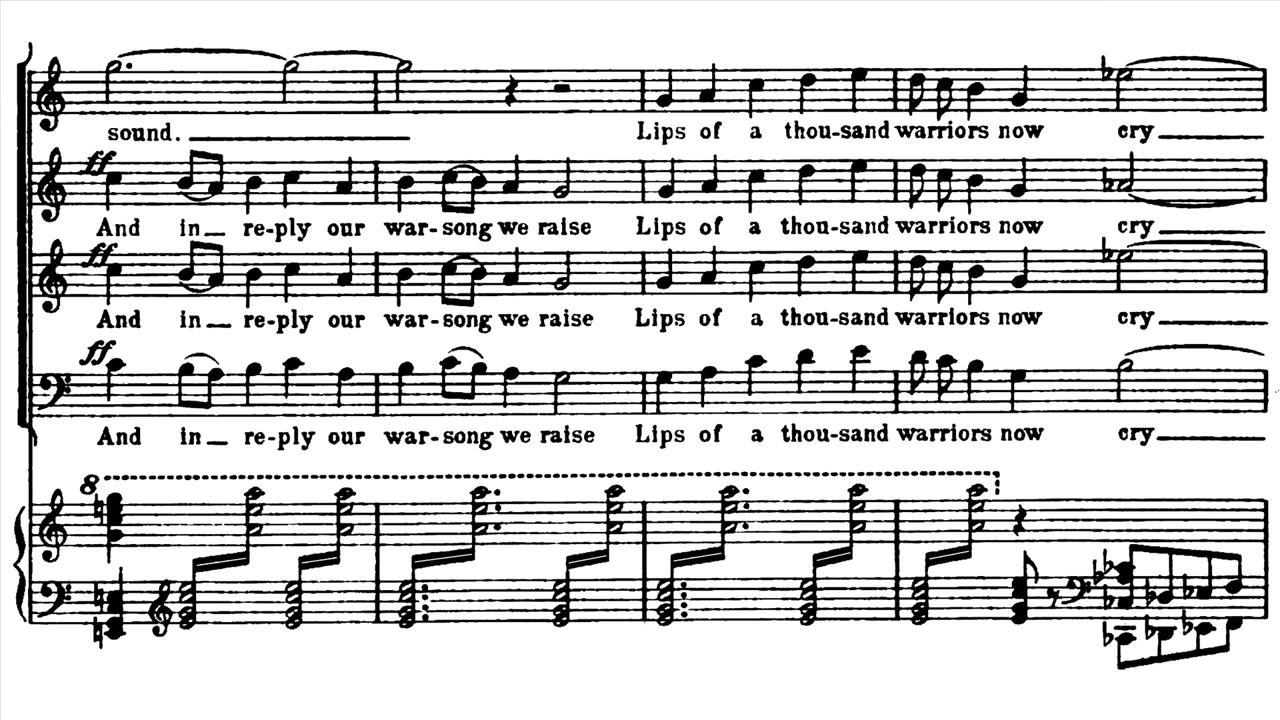 sound. Lips of a thou-sand warriors now cry
ff
And in re-ply our war-song we raise Lips of a thou-sand warriors now cry
ff
And in re-ply our war-song we raise Lips of a thou-sand warriors now cry
ff
And in re-ply our war-song we raise Lips of a thou-sand warriors now cry
8